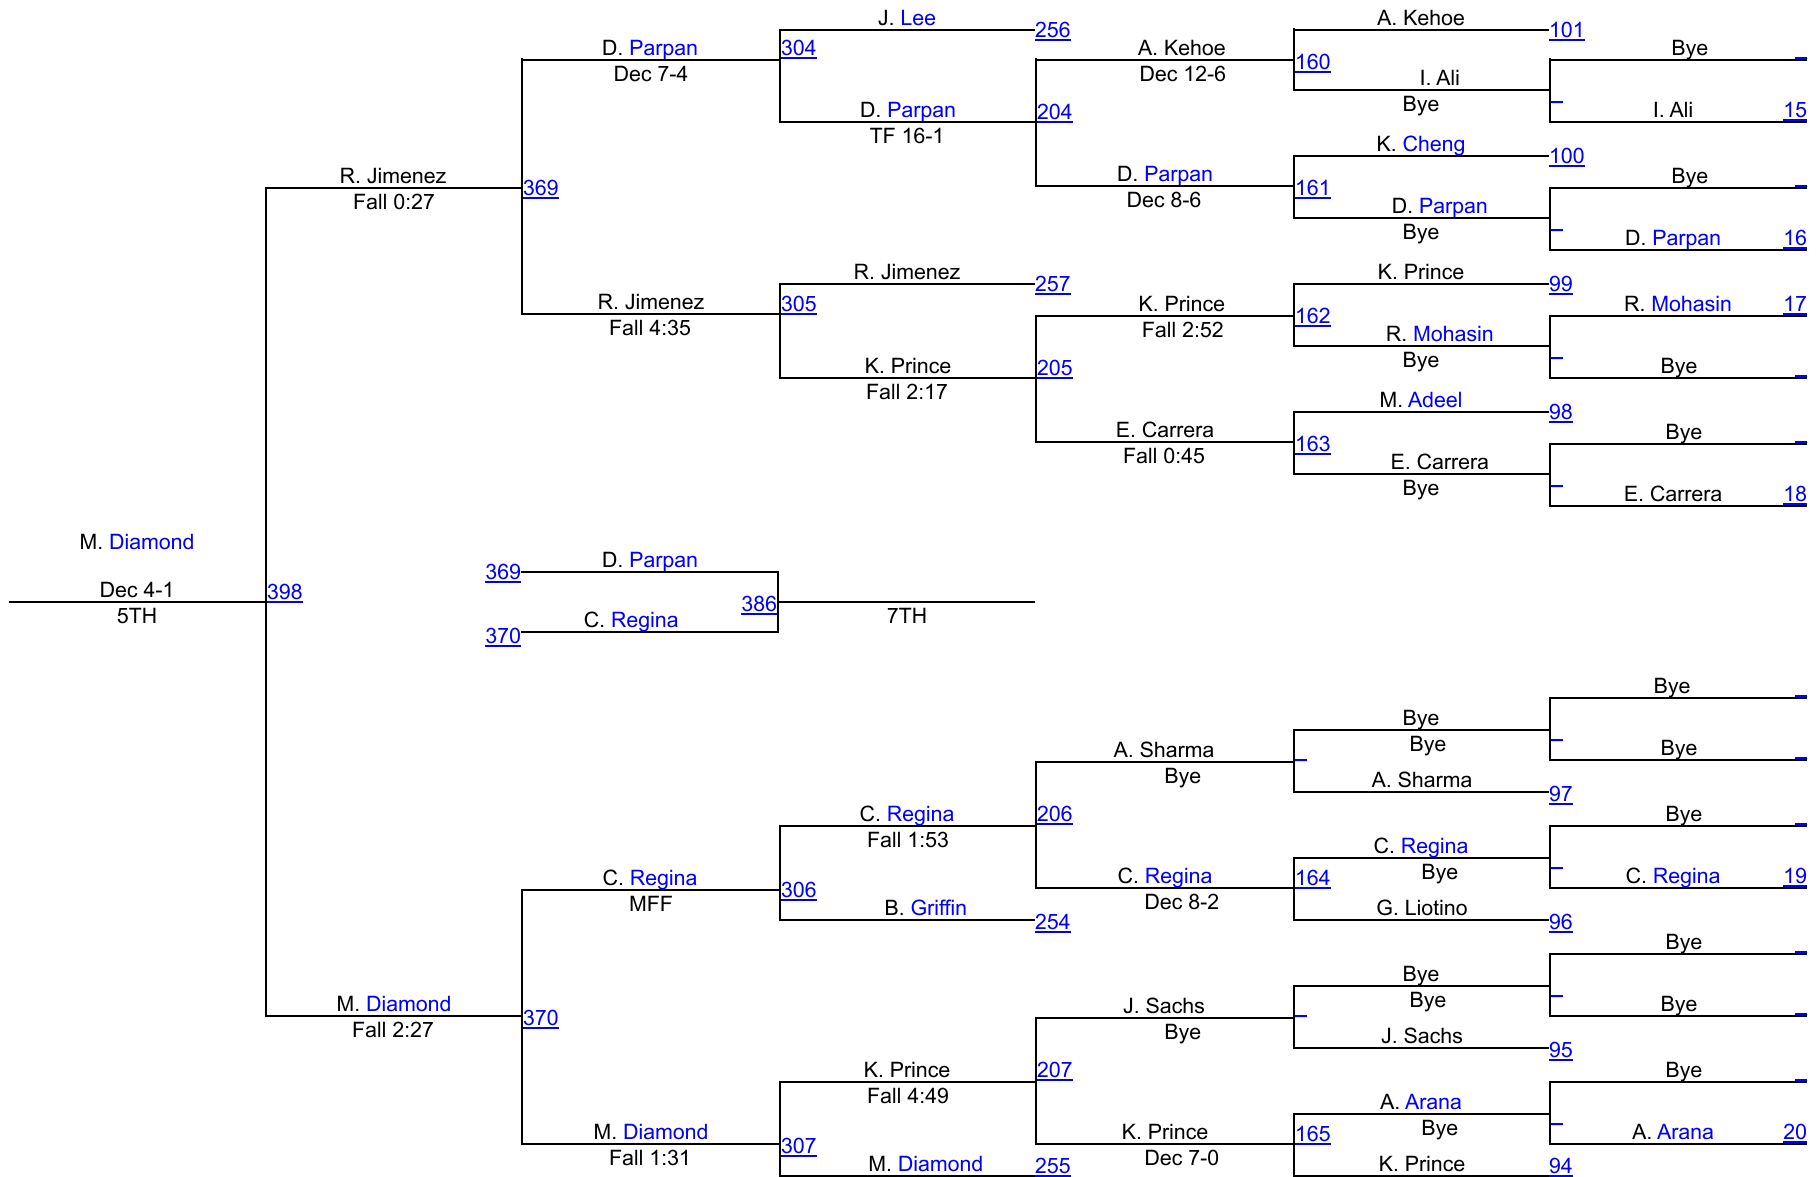 J. Lee
256
A. Kehoe
101
D. Parpan
304
A. Kehoe
160
Bye
Dec 7-4
Dec 12-6
I. Ali
Bye
D. Parpan
204
I. Ali
15
TF 16-1
K. Cheng
100
R. Jimenez
369
D. Parpan
161
Bye
Fall 0:27
Dec 8-6
D. Parpan
Bye
D. Parpan
16
R. Jimenez
257
K. Prince
99
R. Jimenez
305
K. Prince
162
R. Mohasin
17
Fall 4:35
Fall 2:52
R. Mohasin
Bye
K. Prince
205
Bye
Fall 2:17
M. Adeel
98
E. Carrera
163
Bye
Fall 0:45
E. Carrera
Bye
E. Carrera
18
M. Diamond
369
D. Parpan
Dec 4-1
398
386
5TH
7TH
370
C. Regina
Bye
Bye
Bye
A. Sharma
Bye
Bye
A. Sharma
97
C. Regina
206
Bye
Fall 1:53
C. Regina
Bye
C. Regina
306
C. Regina
164
C. Regina
19
MFF
Dec 8-2
B. Griffin
254
G. Liotino
96
Bye
Bye
Bye
M. Diamond
370
J. Sachs
Bye
Fall 2:27
Bye
J. Sachs
95
K. Prince
207
Bye
Fall 4:49
A. Arana
Bye
M. Diamond
307
K. Prince
165
A. Arana
20
Fall 1:31
Dec 7-0
M. Diamond
255
K. Prince
94